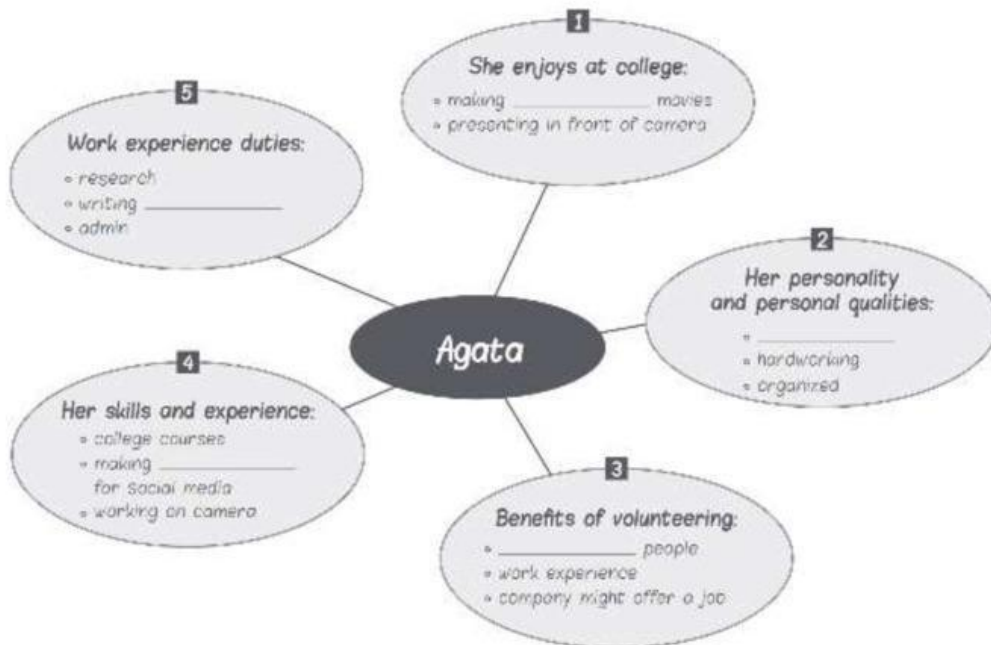 1
She enjoys at college:
• making ______________ movies
• presenting in front of camera
2
Her personality
and personal qualities:
• ______________
• hardworking
• organized
3
Benefits of volunteering:
• ______________ people
• work experience
• company might offer a job
4
Her skills and experience:
• college courses
• making ______________
for social media
• working on camera
5
Work experience duties:
• research
• writing ______________
• admin
Agata